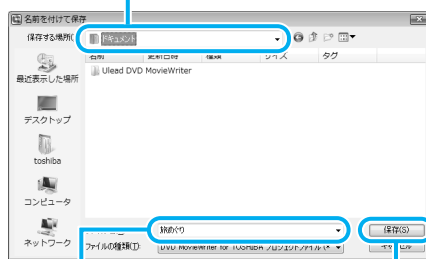 名前を付けて保存
保存する場所(
ドキュメント
名前 更新日時 種類 サイズ タグ
Ulead DVD MovieWriter
最近表示した場所
デスクトップ
toshiba
コンピュータ
ネットワーク
旅めぐり
保存(S)
ファイルの種類(T): DVD MovieWriter for TOSHIBA プロジェクトファイル (*